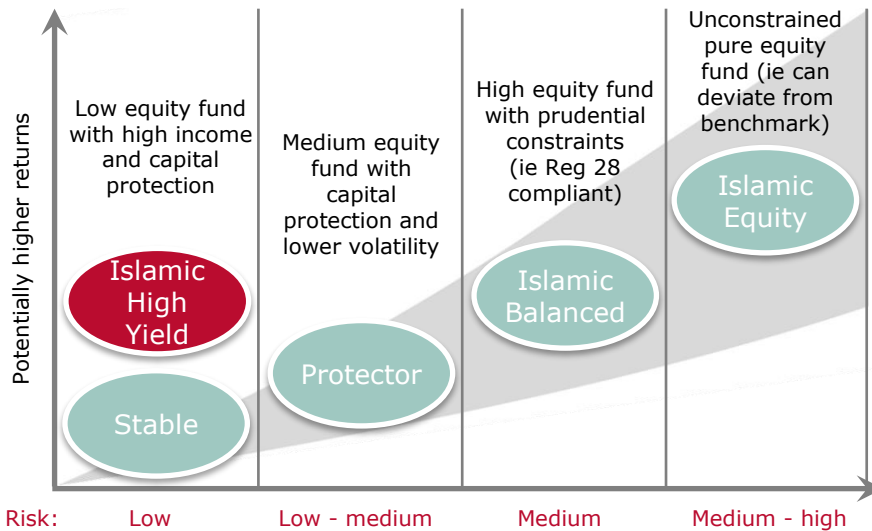 Potentially higher returns
Low equity fund
with high income
and capital
protection
Islamic
High
Yield
Stable
Medium equity
fund with
capital
protection and
lower volatility
Protector
High equity fund
with prudential
constraints
(ie Reg 28
compliant)
Islamic
Balanced
Unconstrained
pure equity
fund (ie can
deviate from
benchmark)
Islamic
Equity
Risk: Low Low - medium Medium Medium - high